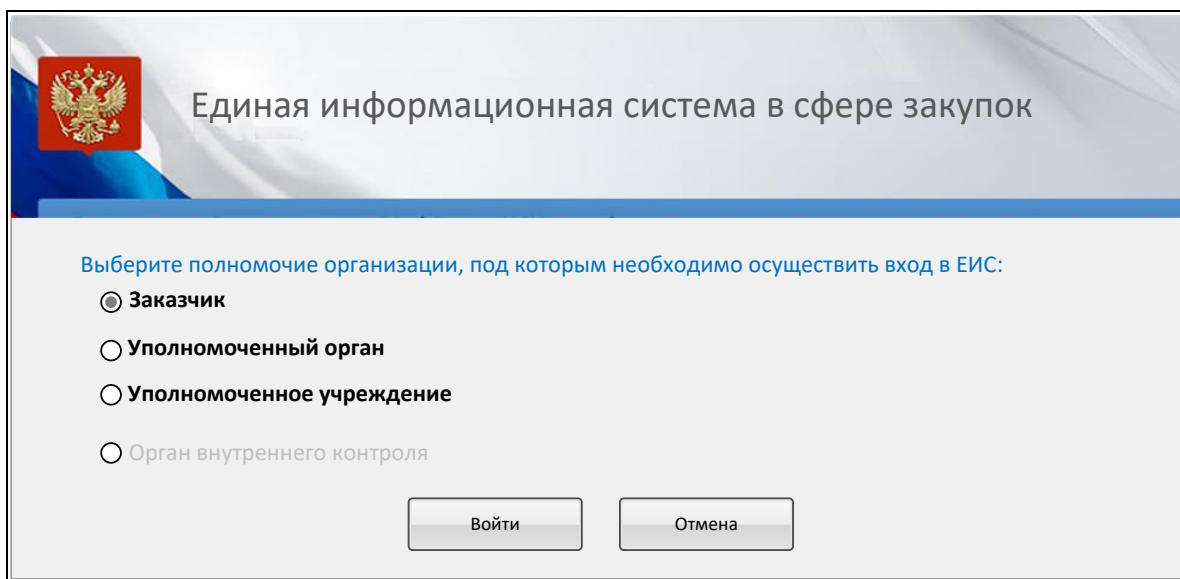 Единая информационная система в сфере закупок
Выберите полномочие организации, под которым необходимо осуществить вход в ЕИС:
Заказчик
Уполномоченный орган
Уполномоченное учреждение
Орган внутреннего контроля
Войти
Отмена